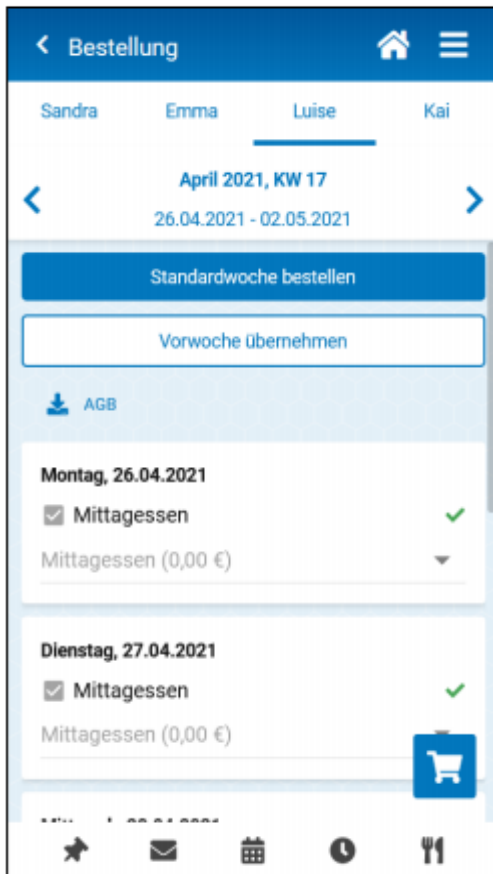 Bestellung
Sandra Emma Luise Kai
April 2021, KW 17
26.04.2021 - 02.05.2021
Standardwoche bestellen
Vorwoche übernehmen
AGB
Montag, 26.04.2021
Mittagessen
Mittagessen (0,00 €)
Dienstag, 27.04.2021
Mittagessen
Mittagessen (0,00 €)